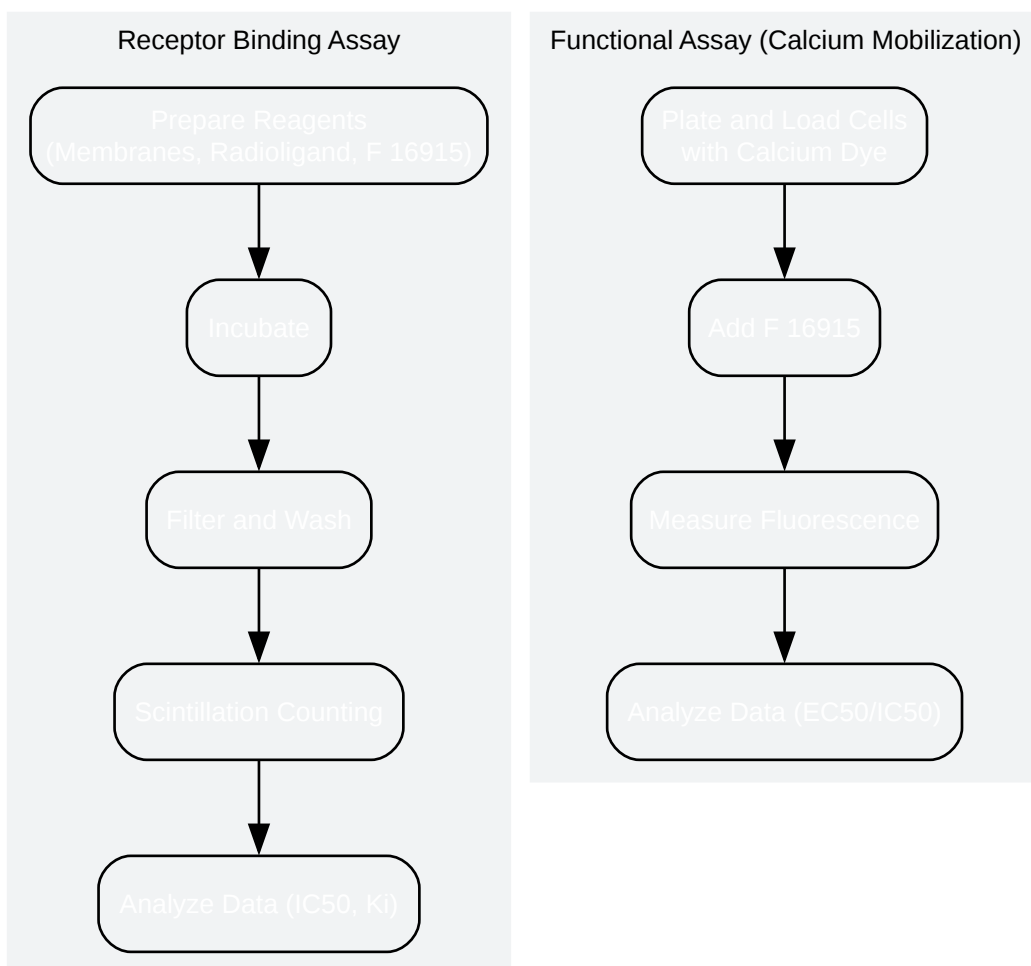 Receptor Binding Assay
Prepare Reagents
(Membranes, Radioligand, F 16915)
Incubate
Filter and Wash
Scintillation Counting
Analyze Data (IC50, Ki)
Functional Assay (Calcium Mobilization)
Plate and Load Cells
with Calcium Dye
Add F 16915
Measure Fluorescence
Analyze Data (EC50/IC50)